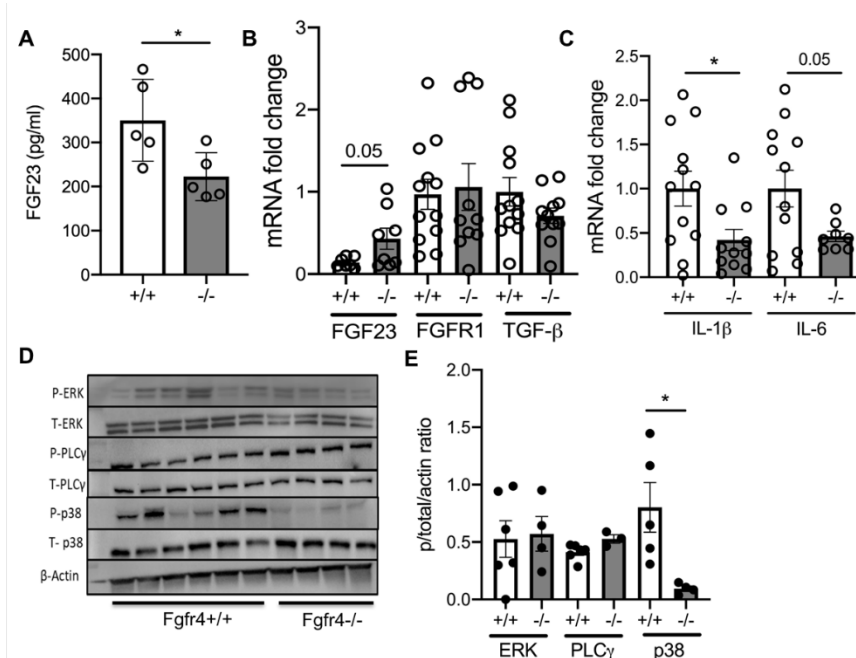 A
*
FGF23 (pg/ml)
500
400
300
200
100
0
+/+ -/-
B
mRNA fold change
3
2
1
0
0.05
+/+ -/- +/+ -/- +/+ -/-
FGF23 FGFR1 TGF-β
C
mRNA fold change
2.5
2.0
1.5
1.0
0.5
0.0
* 0.05
+/+ -/- +/+ -/-
IL-1β IL-6
D
P-ERK
T-ERK
P-PLCγ
T-PLCγ
P-p38
T- p38
β-Actin
Fgfr4+/+ Fgfr4-/-
E
p/total/actin ratio
2.0
1.5
1.0
0.5
0.0
*
+/+ -/- +/+ -/- +/+ -/-
ERK PLCγ p38